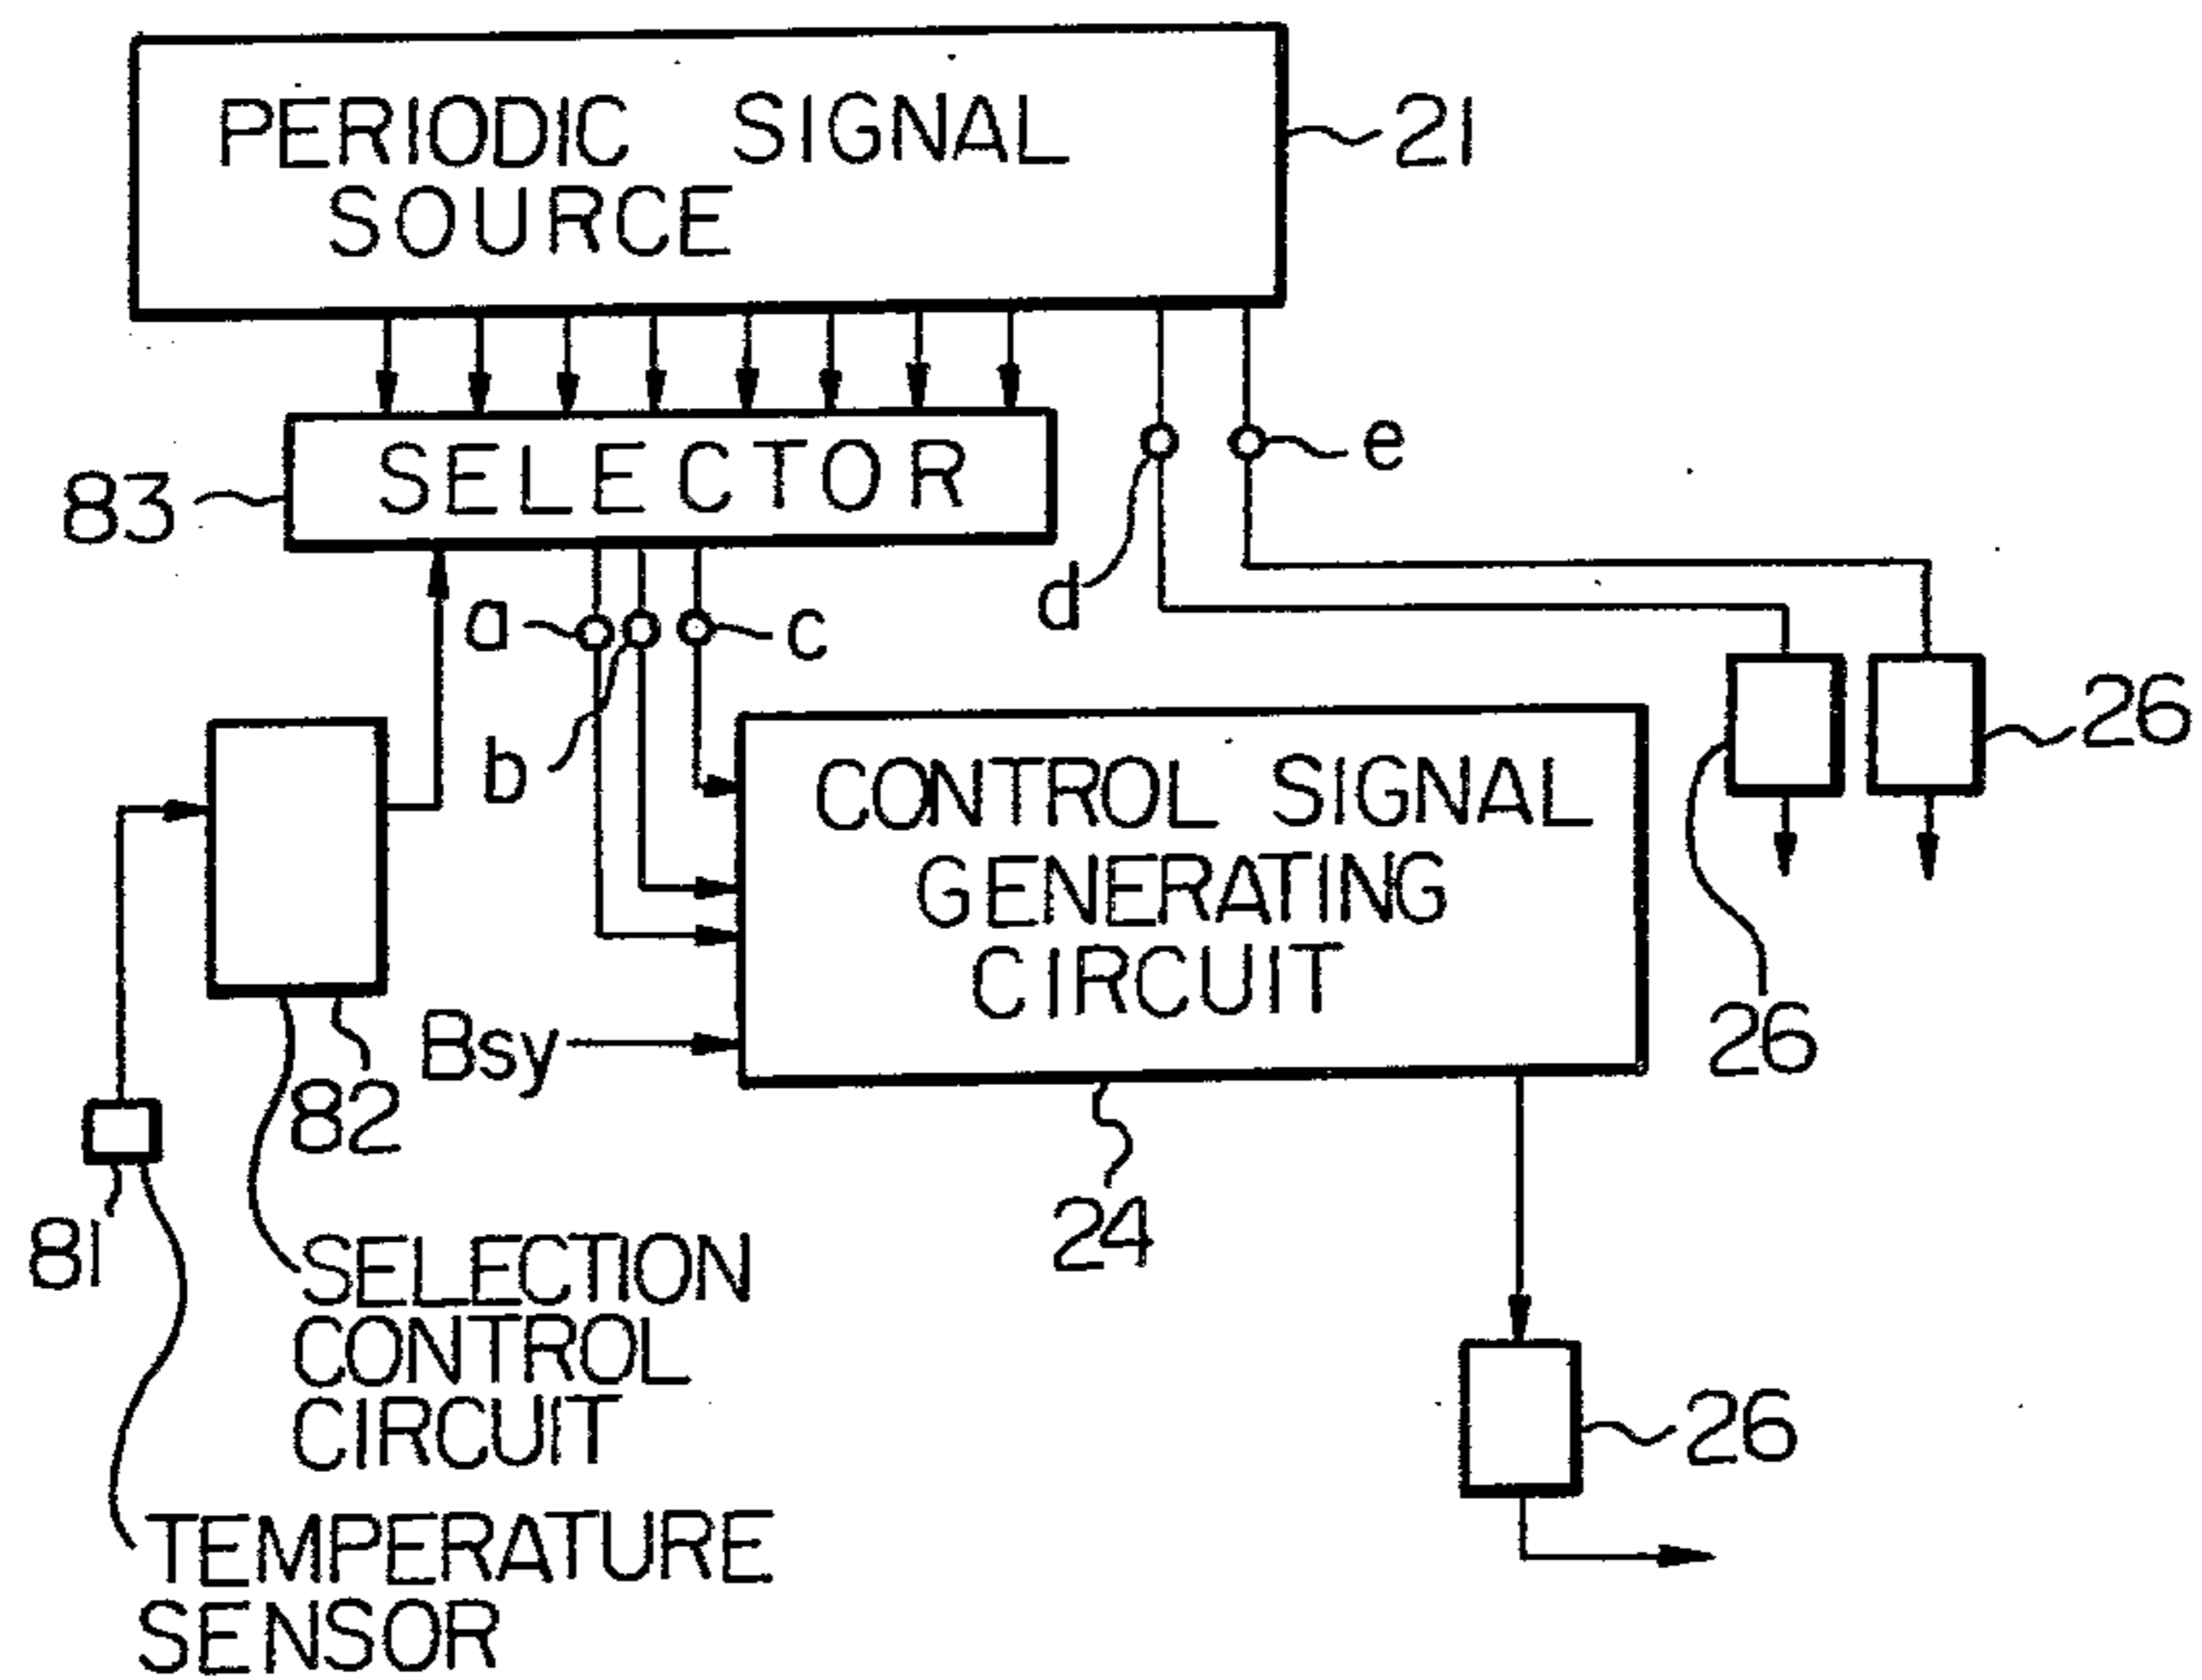 PERIODIC SIGNAL
SOURCE
21
SELECTOR
83
e
d
a
c
b
26
CONTROL SIGNAL
GENERATING
CIRCUIT
26
Bsy
82
81
24
SELECTION
CONTROL
CIRCUIT
26
TEMPERATURE
SENSOR